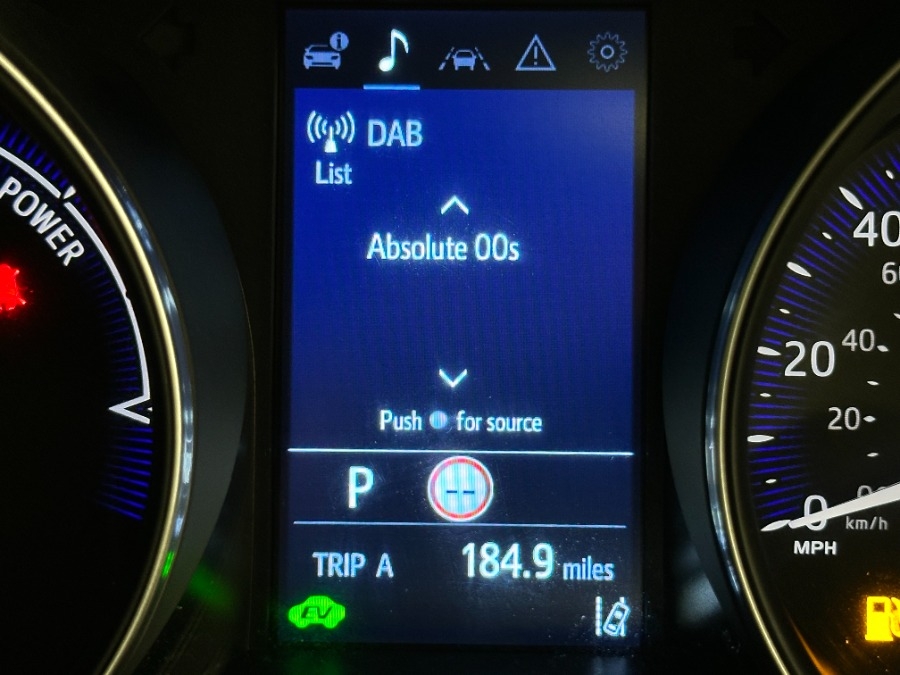 DAB
List
Absolute 00s
Push for source
P
--
TRIP A 184.9 miles
EV
POWER
40
60
20
40
20
0
km/h
MPH